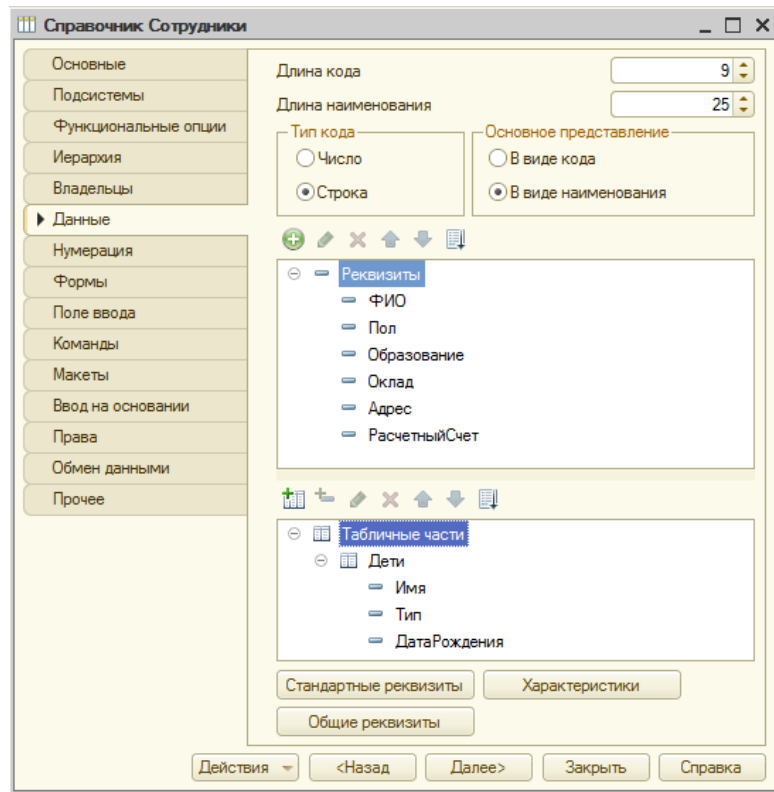 Справочник Сотрудники
Основные
Подсистемы
Функциональные опции
Иерархия
Владельцы
Данные
Нумерация
Формы
Поле ввода
Команды
Макеты
Ввод на основании
Права
Обмен данными
Прочее
Длина кода 9
Длина наименования 25
Тип кода
Число
Строка
Основное представление
В виде кода
В виде наименования
Реквизиты
ФИО
Пол
Образование
Оклад
Адрес
РасчетныйСчет
Табличные части
Дети
Имя
Тип
ДатаРождения
Стандартные реквизиты Характеристики
Общие реквизиты
Действия <Назад Далее> Закрыть Справка